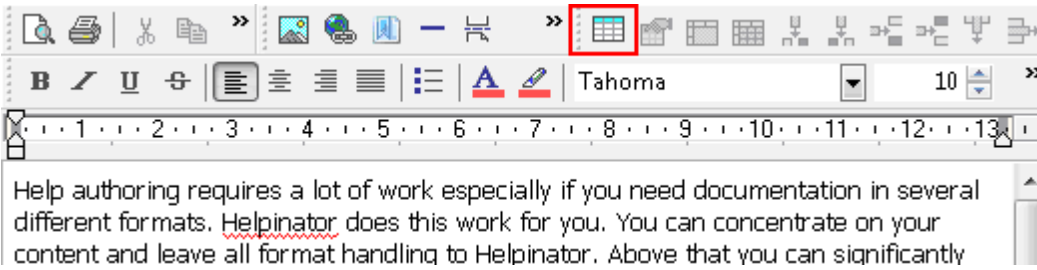 B I U S A Tahoma 10
1 2 3 4 5 6 7 8 9 10 11 12 13
Help authoring requires a lot of work especially if you need documentation in several
different formats. Helpinator does this work for you. You can concentrate on your
content and leave all format handling to Helpinator. Above that you can significantly